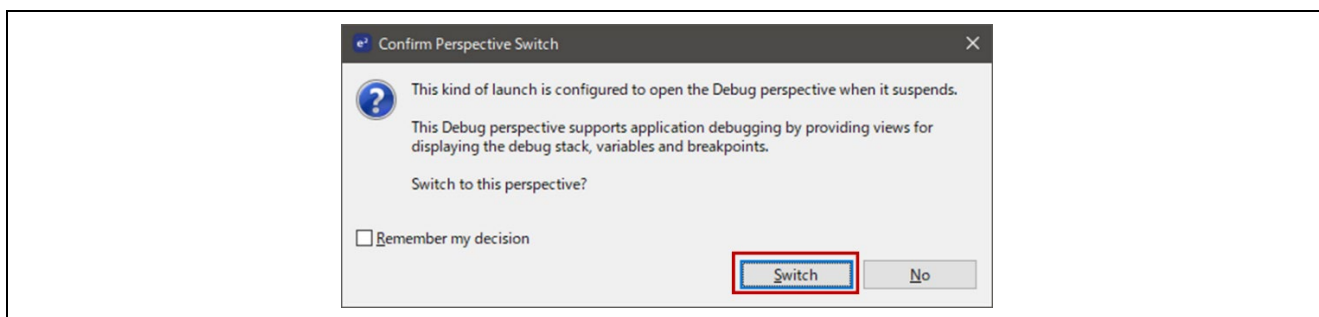 e² Confirm Perspective Switch
This kind of launch is configured to open the Debug perspective when it suspends.
This Debug perspective supports application debugging by providing views for
displaying the debug stack, variables and breakpoints.
Switch to this perspective?
Remember my decision
Switch No